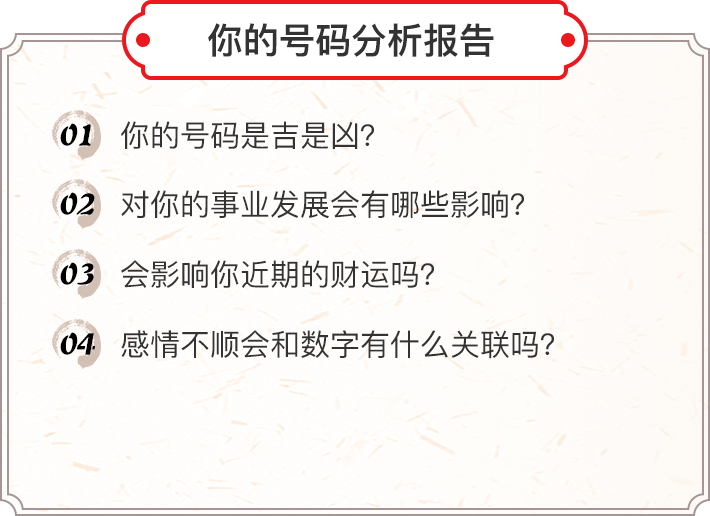 你的号码分析报告
01 你的号码是吉是凶?
02 对你的事业发展会有哪些影响?
03 会影响你近期的财运吗?
04 感情不顺会和数字有什么关联吗?